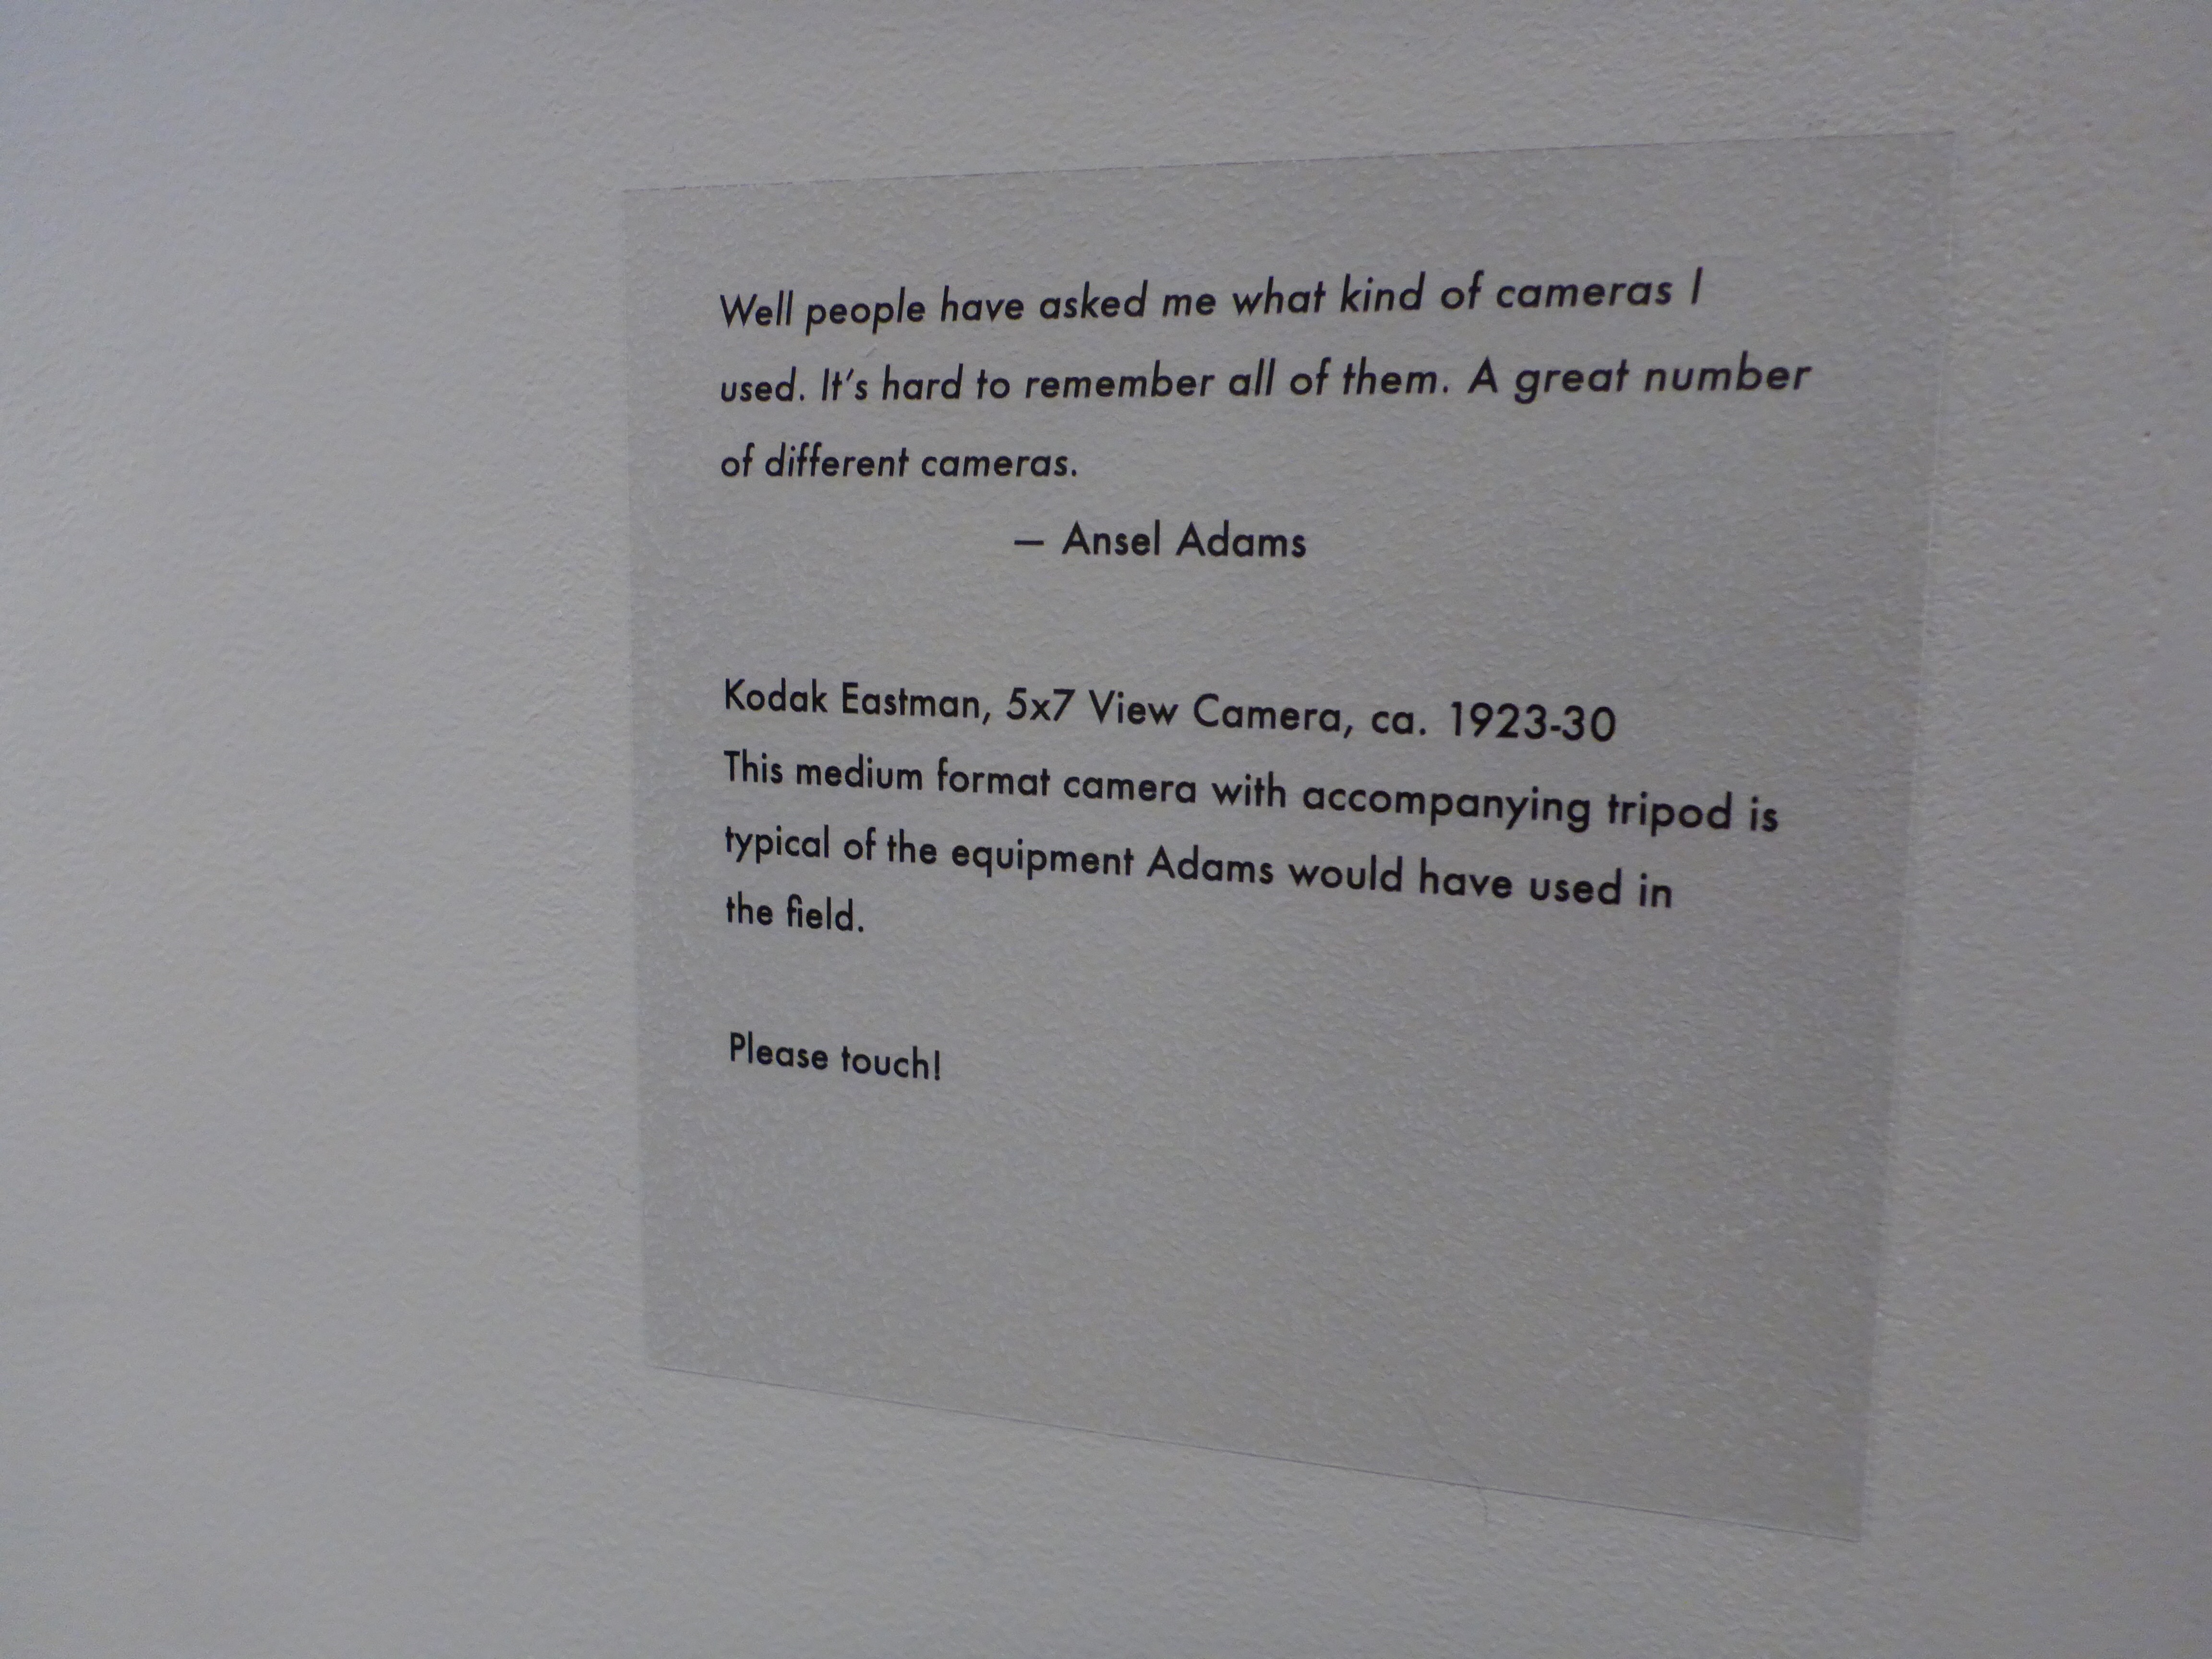 Well people have asked me what kind of cameras I
used. It's hard to remember all of them. A great number
of different cameras.
— Ansel Adams
Kodak Eastman, 5x7 View Camera, ca. 1923-30
This medium format camera with accompanying tripod is
typical of the equipment Adams would have used in
the field.
Please touch!